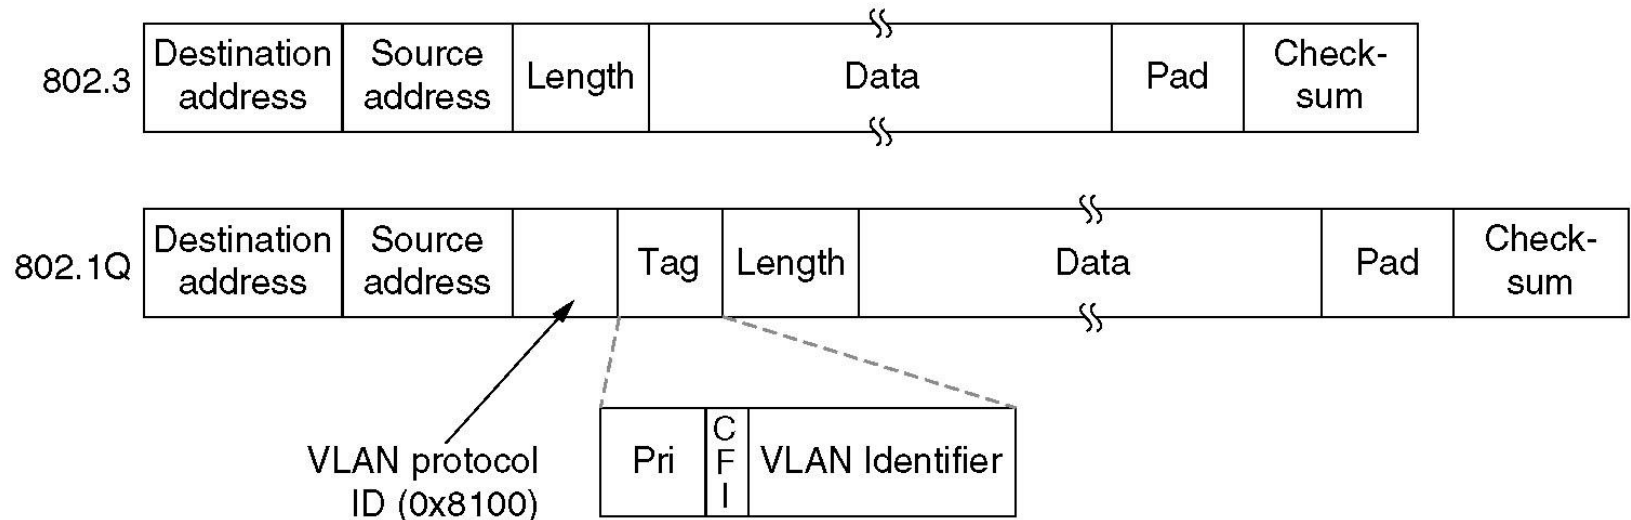 802.3
Destination
address
Source
address
Length
Data
Pad
Check-
sum
802.1Q
Destination
address
Source
address
Tag
Length
Data
Pad
Check-
sum
VLAN protocol
ID (0x8100)
Pri
C
F
I
VLAN Identifier